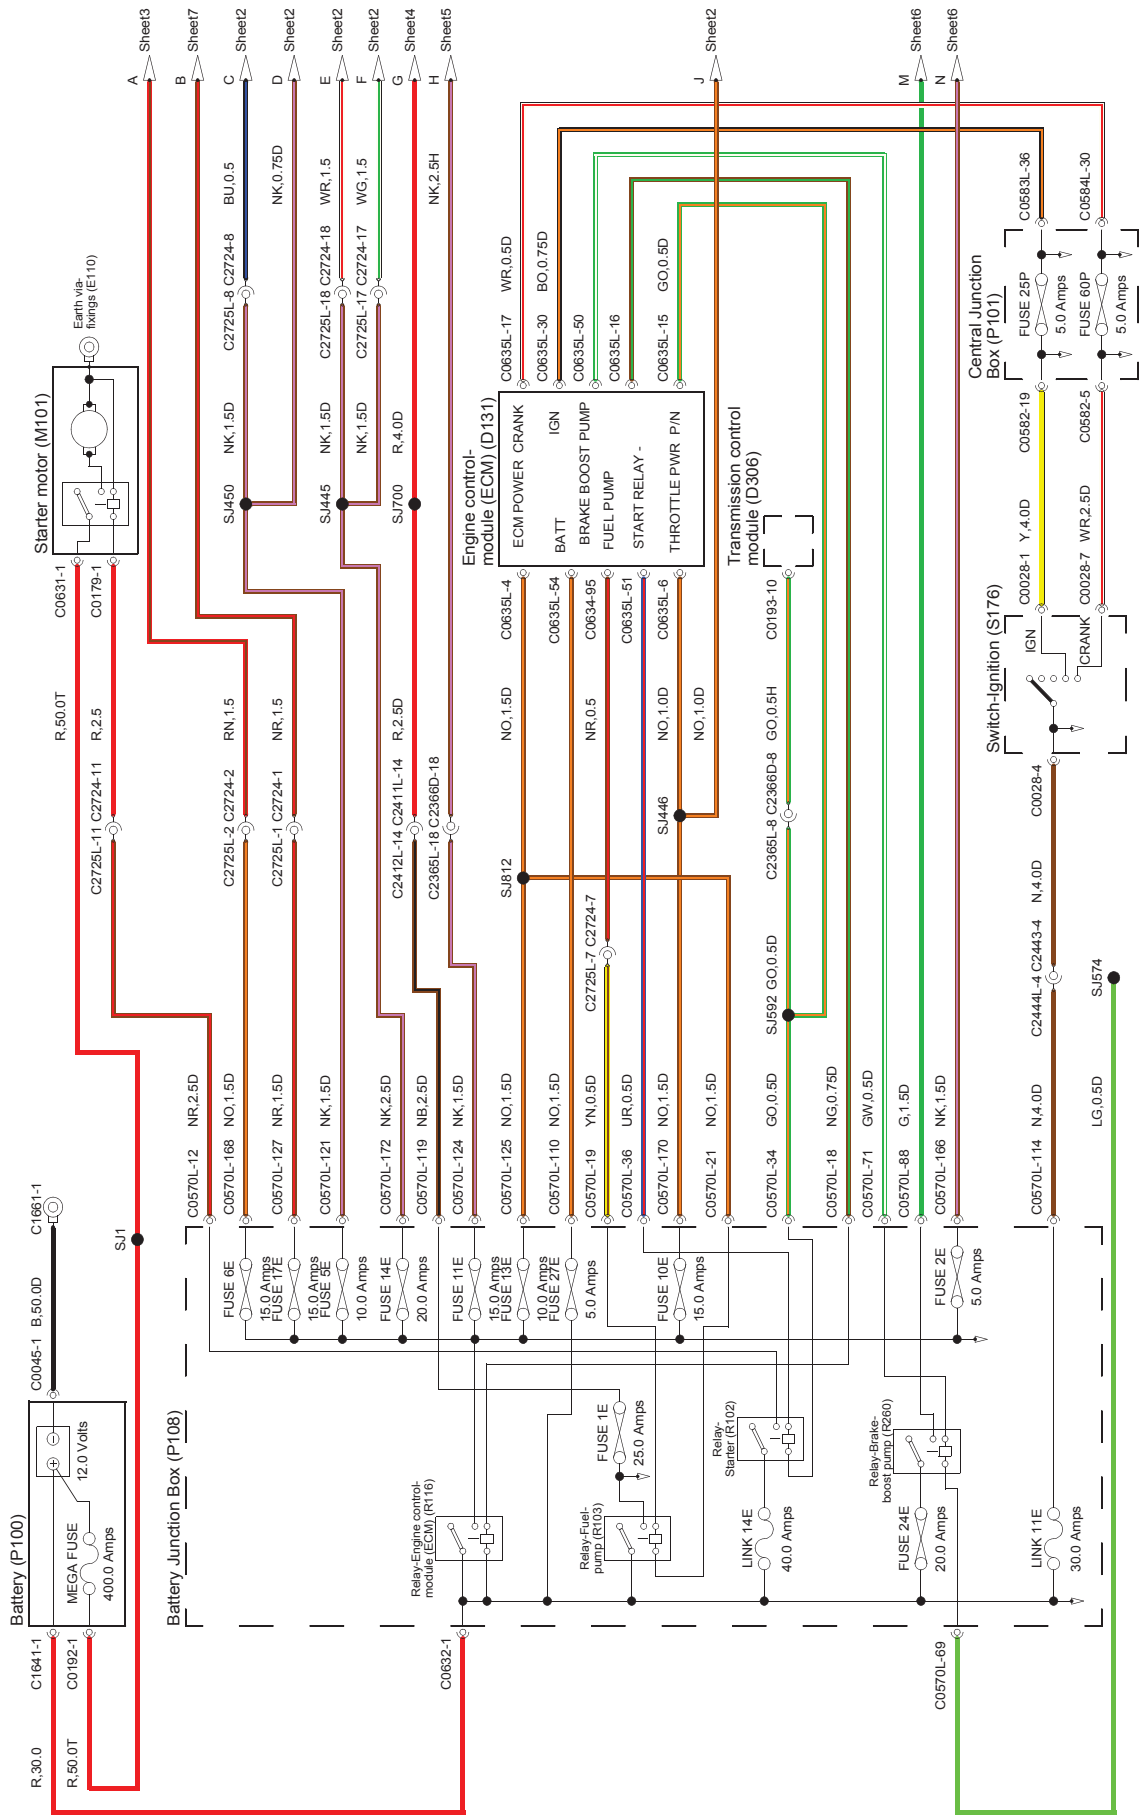 Battery (P100)
MEGA FUSE
400.0 Amps
12.0 Volts
C1641-1
R,30.0
C0192-1
R,50.0T
C0045-1
B,50.0D
C1661-1
SJ1
Starter motor (M101)
Earth via-
fixings (E110)
C0631-1
R,50.0T
C0179-1
R,2.5
C2725L-11
C2724-11
Battery Junction Box (P108)
C0570L-12
NR,2.5D
C0570L-168
NO,1.5D
C2725L-2
C2724-2
RN,1.5
A
Sheet3
C0570L-127
NR,1.5D
C2725L-1
C2724-1
NR,1.5
B
Sheet7
C0570L-121
NK,1.5D
SJ450
NK,1.5D
C2725L-8
C2724-8
BU,0.5
C
Sheet2
NK,0.75D
D
Sheet2
C0570L-172
NK,2.5D
SJ445
NK,1.5D
C2725L-18
C2724-18
WR,1.5
E
Sheet2
NK,1.5D
C2725L-17
C2724-17
WG,1.5
F
Sheet2
C0570L-119
NB,2.5D
C2412L-14
C2411L-14
R,2.5D
SJ700
R,4.0D
G
Sheet4
C0570L-124
NK,1.5D
C2365L-18
C2366D-18
NK,2.5H
H
Sheet5
FUSE 6E
15.0 Amps
FUSE 17E
15.0 Amps
FUSE 5E
10.0 Amps
FUSE 14E
20.0 Amps
FUSE 11E
15.0 Amps
FUSE 13E
10.0 Amps
FUSE 27E
5.0 Amps
FUSE 10E
15.0 Amps
FUSE 2E
5.0 Amps
FUSE 1E
25.0 Amps
Relay-Engine control-
module (ECM) (R116)
Relay-Fuel-
pump (R103)
Relay-
Starter (R102)
LINK 14E
40.0 Amps
Relay-Brake-
boost pump (R260)
FUSE 24E
20.0 Amps
LINK 11E
30.0 Amps
C0632-1
C0570L-69
C0570L-125
NO,1.5D
SJ812
NO,1.5D
C0635L-4
C0570L-110
NO,1.5D
C0635L-54
C0570L-19
YN,0.5D
C2725L-7
C2724-7
NR,0.5
C0634-95
C0570L-36
UR,0.5D
C0635L-51
C0570L-170
NO,1.5D
SJ446
NO,1.0D
C0635L-6
NO,1.0D
C0570L-21
NO,1.5D
J
Sheet2
Engine control-
module (ECM) (D131)
ECM POWER
CRANK
BATT
IGN
BRAKE BOOST PUMP
FUEL PUMP
START RELAY -
THROTTLE PWR
P/N
C0635L-17
WR,0.5D
C0635L-30
BO,0.75D
C0635L-50
C0635L-16
C0635L-15
GO,0.5D
Transmission control
module (D306)
C0193-10
C0570L-34
GO,0.5D
SJ592
GO,0.5D
C2365L-8
C2366D-8
GO,0.5H
C0570L-18
NG,0.75D
C0570L-71
GW,0.5D
C0570L-88
G,1.5D
M
Sheet6
C0570L-166
NK,1.5D
N
Sheet6
C0570L-114
N,4.0D
C2444L-4
C2443-4
N,4.0D
C0028-4
Switch-Ignition (S176)
IGN
CRANK
C0028-1
Y,4.0D
C0582-19
C0028-7
WR,2.5D
C0582-5
Central Junction
Box (P101)
FUSE 25P
5.0 Amps
FUSE 60P
5.0 Amps
C0583L-36
C0584L-30
LG,0.5D
SJ574